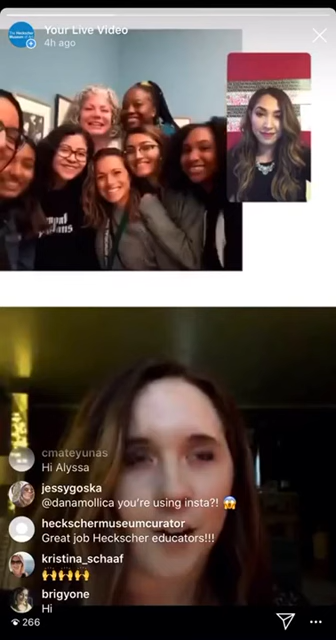 Your Live Video
4h ago
cmateyunas
Hi Alyssa
jessygoska
@danamollica you're using insta?! 😱
heckschermuseumcurator
Great job Heckscher educators!!!
kristina_schaaf
🙌🙌🙌🙌
brigyone
Hi
266